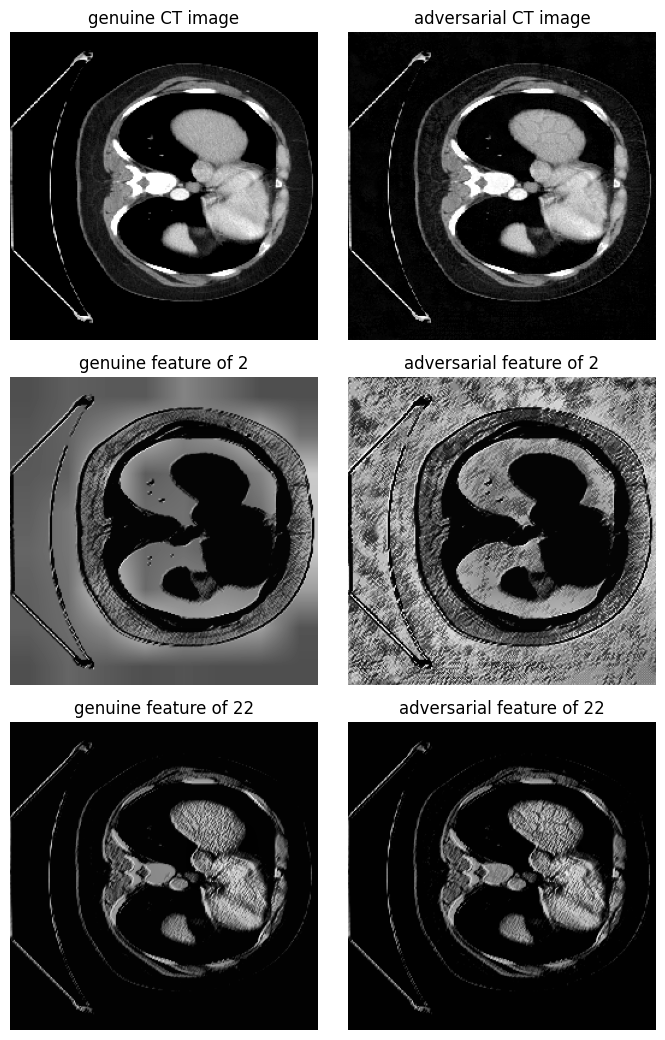 genuine CT image
adversarial CT image
genuine feature of 2
adversarial feature of 2
genuine feature of 22
adversarial feature of 22